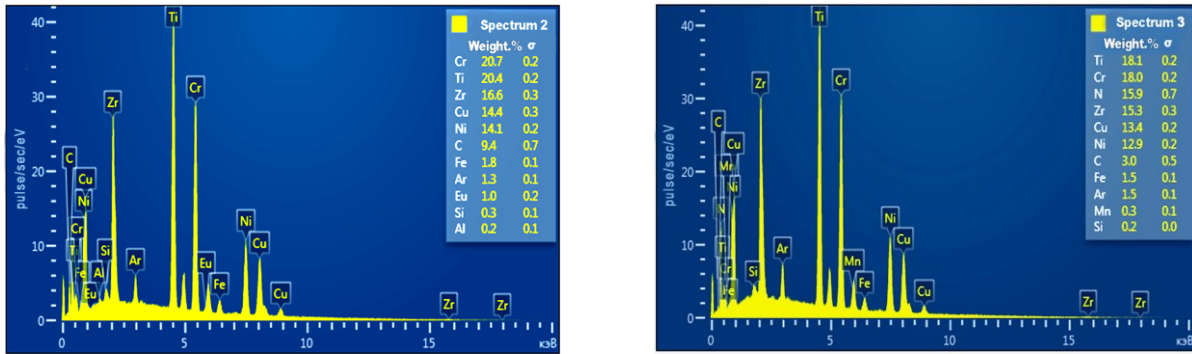 Spectrum 2
Weight.% σ
Cr 20.7 0.2
Ti 20.4 0.2
Zr 16.6 0.3
Cu 14.4 0.3
Ni 14.1 0.2
C 9.4 0.7
Fe 1.8 0.1
Ar 1.3 0.1
Eu 1.0 0.2
Si 0.3 0.1
Al 0.2 0.1
pulse/sec/eV
40
30
20
10
0
Ti
Zr
Cr
C
Cu
Ni
Cr
Ti
Fe
Eu
Al
Si
Ar
Eu
Fe
Ni
Cu
Cu
Zr
Zr
0 5 10 15 кэВ
Spectrum 3
Weight.% σ
Ti 18.1 0.2
Cr 18.0 0.2
N 15.9 0.7
Zr 15.3 0.3
Cu 13.4 0.2
Ni 12.9 0.2
C 3.0 0.5
Fe 1.5 0.1
Ar 1.5 0.1
Mn 0.3 0.1
Si 0.2 0.0
pulse/sec/eV
40
30
20
10
0
Ti
Zr
Cr
C
Cu
Ni
N
Ti
Cr
Fe
Si
Ar
Mn
Fe
Ni
Cu
Cu
Zr
Zr
0 5 10 15 кэВ